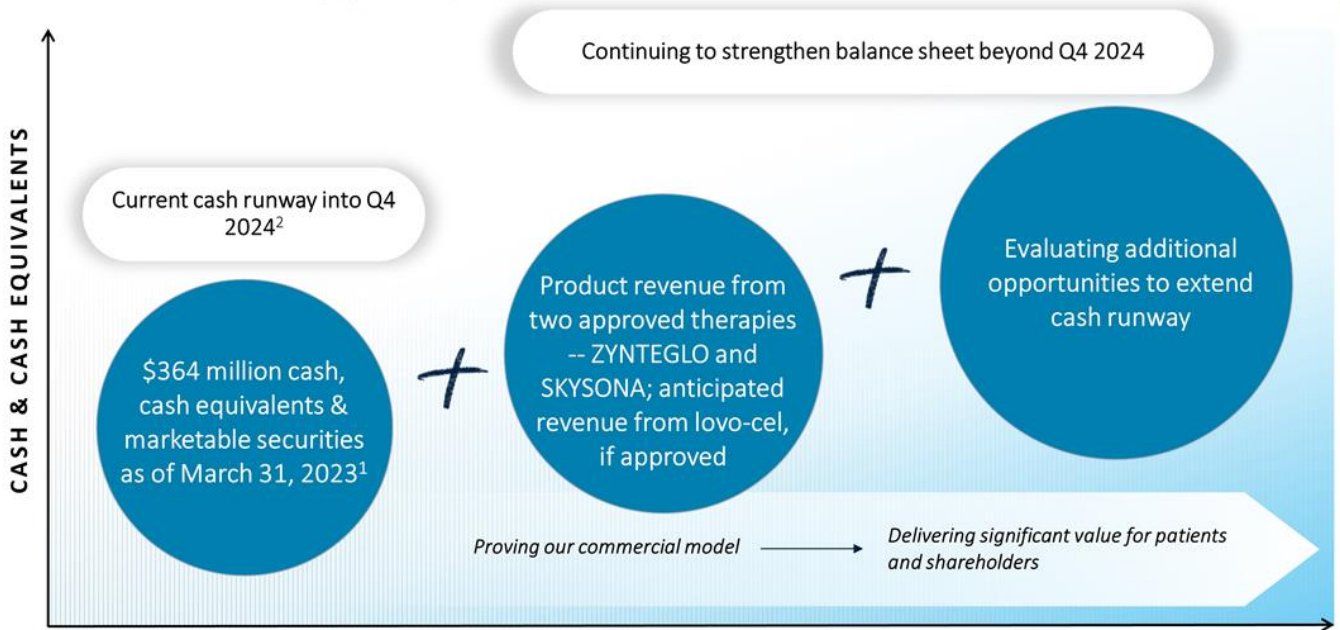 Continuing to strengthen balance sheet beyond Q4 2024
CASH & CASH EQUIVALENTS
Current cash runway into Q4
2024²
$364 million cash,
cash equivalents &
marketable securities
as of March 31, 2023¹
+
Product revenue from
two approved therapies
-- ZYNTEGLO and
SKYSONA; anticipated
revenue from lovo-cel,
if approved
+
Evaluating additional
opportunities to extend
cash runway
Proving our commercial model
Delivering significant value for patients
and shareholders